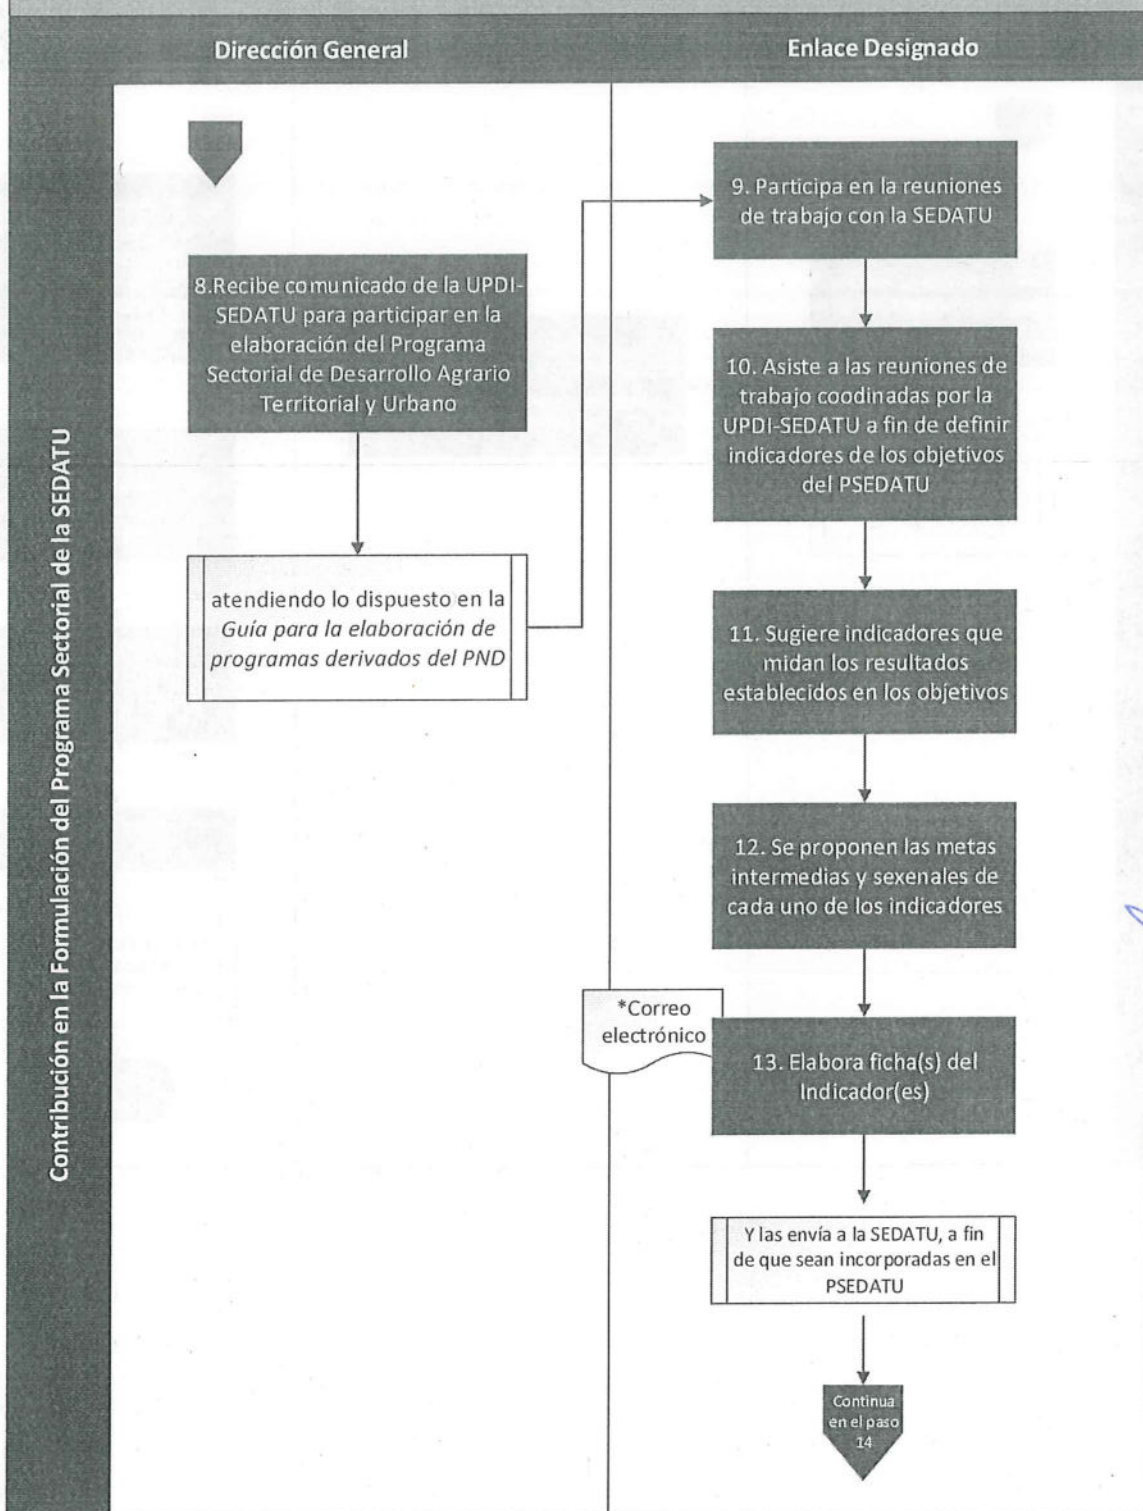 Dirección General
Enlace Designado
Contribución en la Formulación del Programa Sectorial de la SEDATU
8.Recibe comunicado de la UPDI-
SEDATU para participar en la
elaboración del Programa
Sectorial de Desarrollo Agrario
Territorial y Urbano
atendiendo lo dispuesto en la
Guía para la elaboración de
programas derivados del PND
9. Participa en la reuniones
de trabajo con la SEDATU
10. Asiste a las reuniones de
trabajo coodinadas por la
UPDI-SEDATU a fin de definir
indicadores de los objetivos
del PSEDATU
11. Sugiere indicadores que
midan los resultados
establecidos en los objetivos
12. Se proponen las metas
intermedias y sexenales de
cada uno de los indicadores
*Correo
electrónico
13. Elabora ficha(s) del
Indicador(es)
Y las envía a la SEDATU, a fin
de que sean incorporadas en el
PSEDATU
Continua
en el paso
14